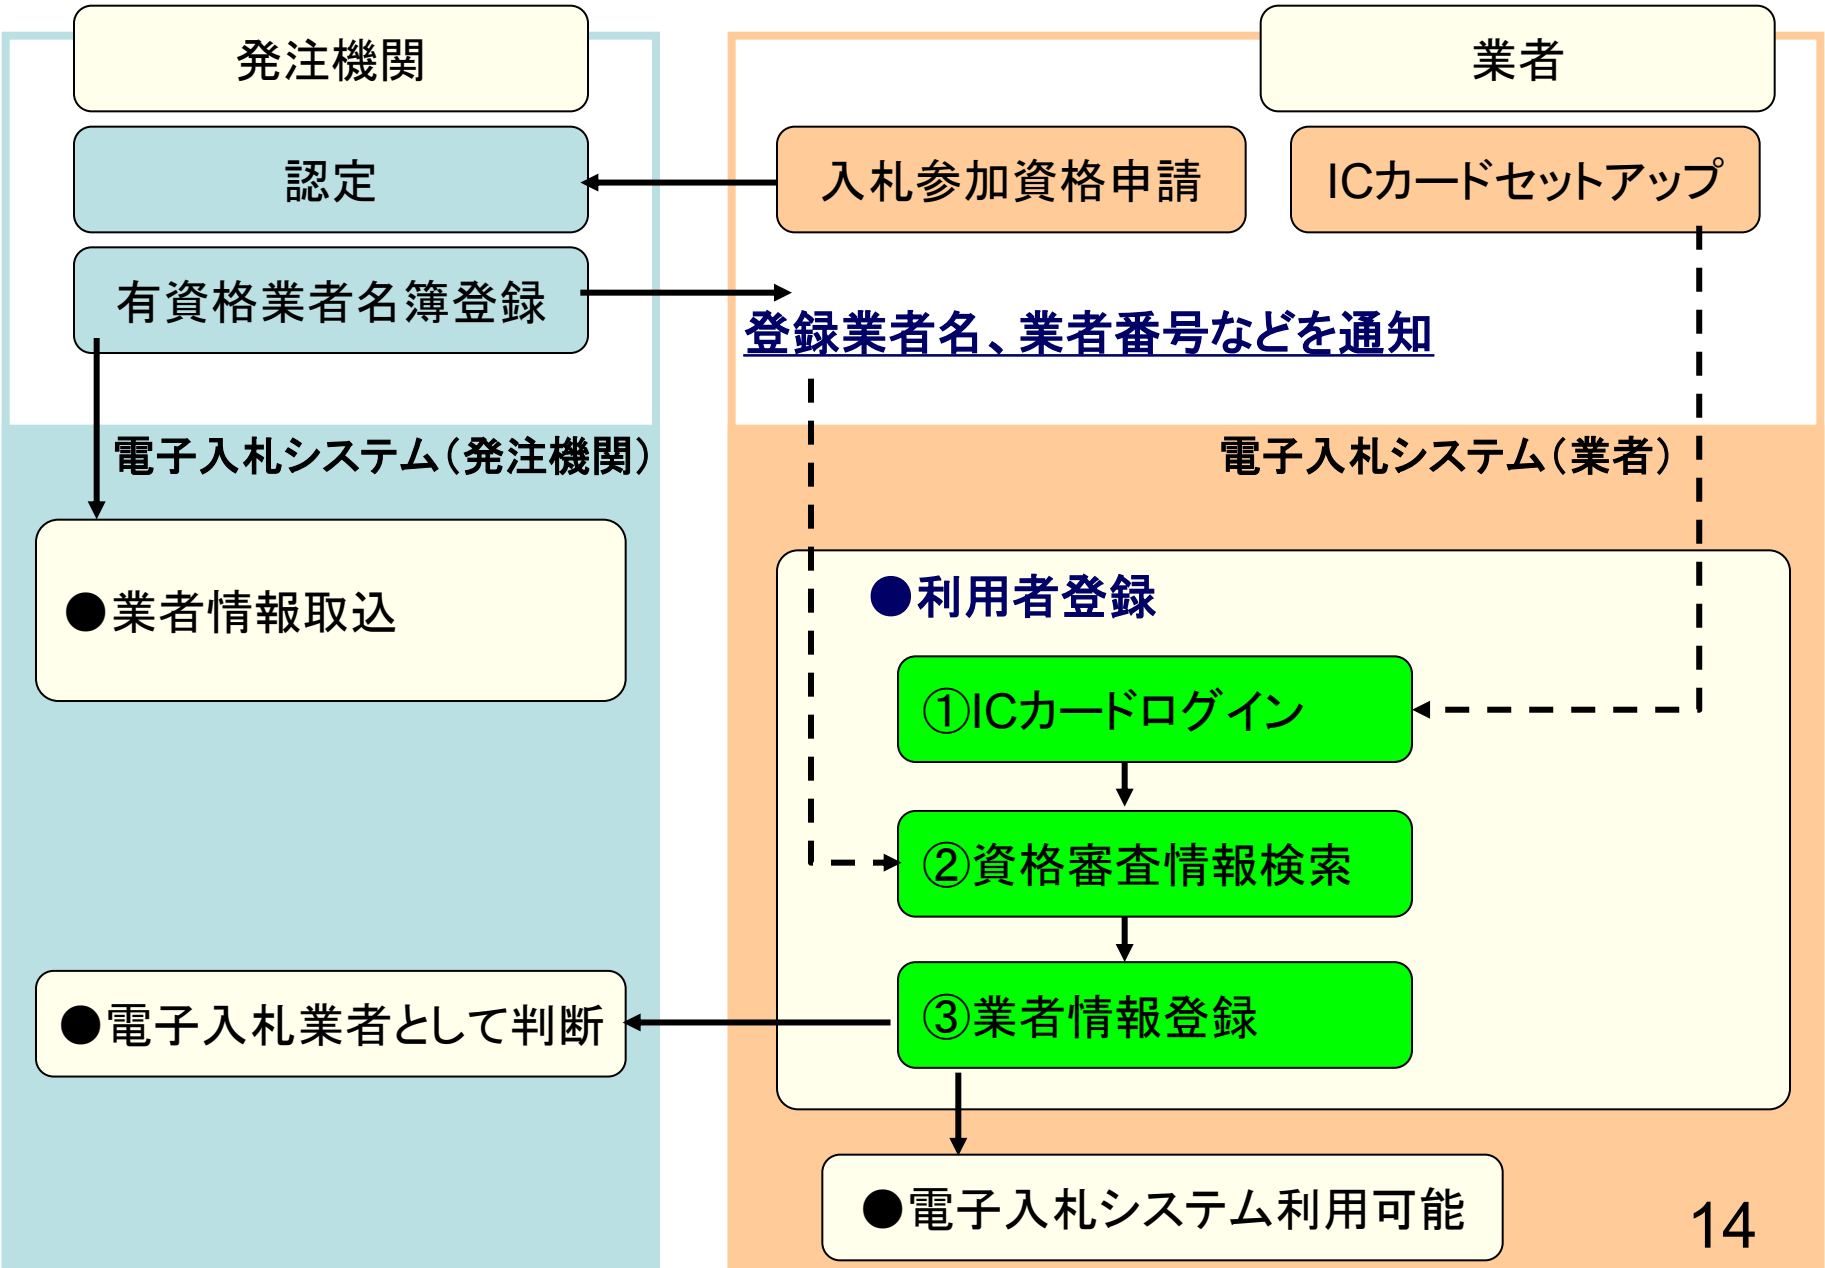 発注機関
業者
認定
入札参加資格申請
ICカードセットアップ
有資格業者名簿登録
登録業者名、業者番号などを通知
電子入札システム（発注機関）
電子入札システム（業者）
●業者情報取込
●利用者登録
①ICカードログイン
②資格審査情報検索
③業者情報登録
●電子入札業者として判断
●電子入札システム利用可能
14